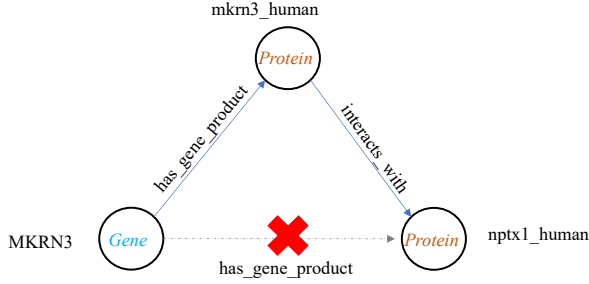 mkrn3_human
Protein
has_gene_product
interacts_with
MKRN3
Gene
Protein
nptx1_human
has_gene_product